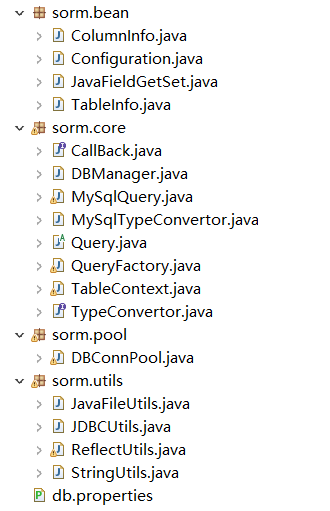 sorm.bean
ColumnInfo.java
Configuration.java
JavaFieldGetSet.java
TableInfo.java
sorm.core
CallBack.java
DBManager.java
MySqlQuery.java
MySqlTypeConvertor.java
Query.java
QueryFactory.java
TableContext.java
TypeConvertor.java
sorm.pool
DBConnPool.java
sorm.utils
JavaFileUtils.java
JDBCUtils.java
ReflectUtils.java
StringUtils.java
db.properties